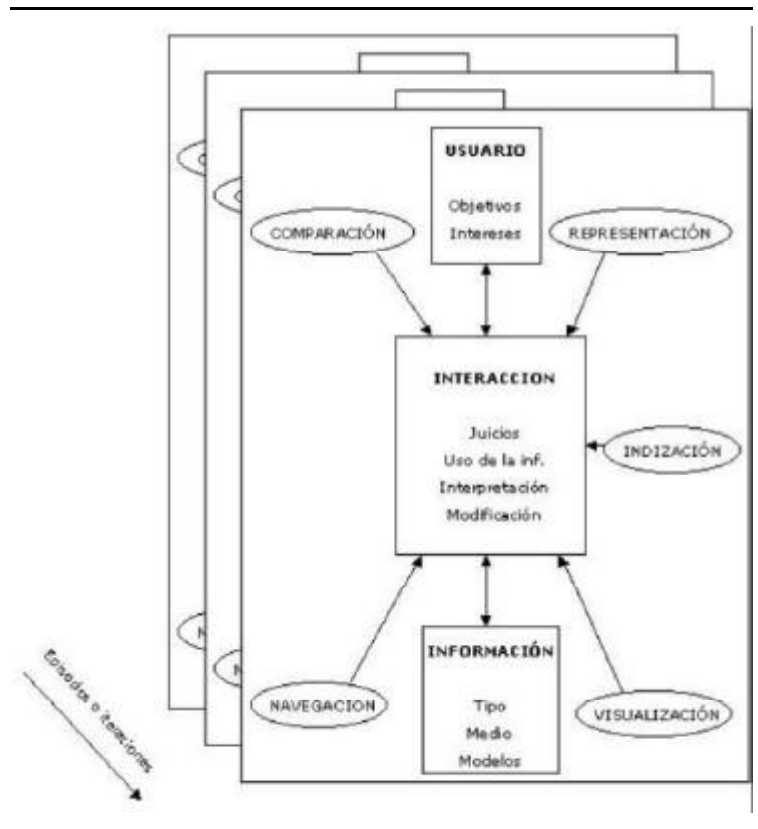 USUARIO
Objetivos
Intereses
COMPARACIÓN
REPRESENTACIÓN
INTERACCION
Juicios
Uso de la inf.
Interpretación
Modificación
INDIZACIÓN
INFORMACIÓN
Tipo
Medio
Modelos
NAVEGACION
VISUALIZACIÓN
Episodios o iteraciones